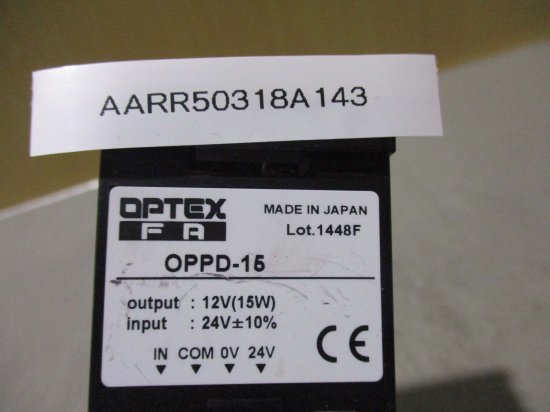 AARR50318A143
OPTEX
FA
MADE IN JAPAN
Lot.1448F
OPPD-15
output : 12V(15W)
input : 24V±10%
IN COM 0V 24V
▼ ▼ ▼ ▼
CE